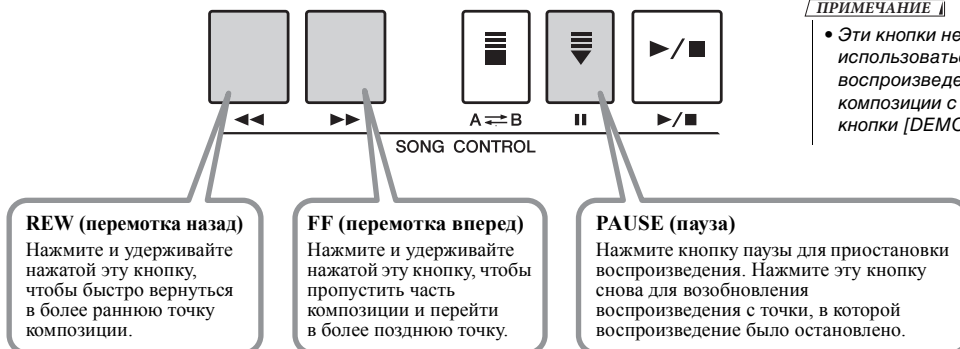 ПРИМЕЧАНИЕ
• Эти кнопки не
использовать
воспроизведе
композиции с
кнопки [DEMO
A⇄B
SONG CONTROL
REW (перемотка назад)
Нажмите и удерживайте
нажатой эту кнопку,
чтобы быстро вернуться
в более раннюю точку
композиции.
FF (перемотка вперед)
Нажмите и удерживайте
нажатой эту кнопку, чтобы
пропустить часть
композиции и перейти
в более позднюю точку.
PAUSE (пауза)
Нажмите кнопку паузы для приостановки
воспроизведения. Нажмите эту кнопку
снова для возобновления
воспроизведения с точки, в которой
воспроизведение было остановлено.